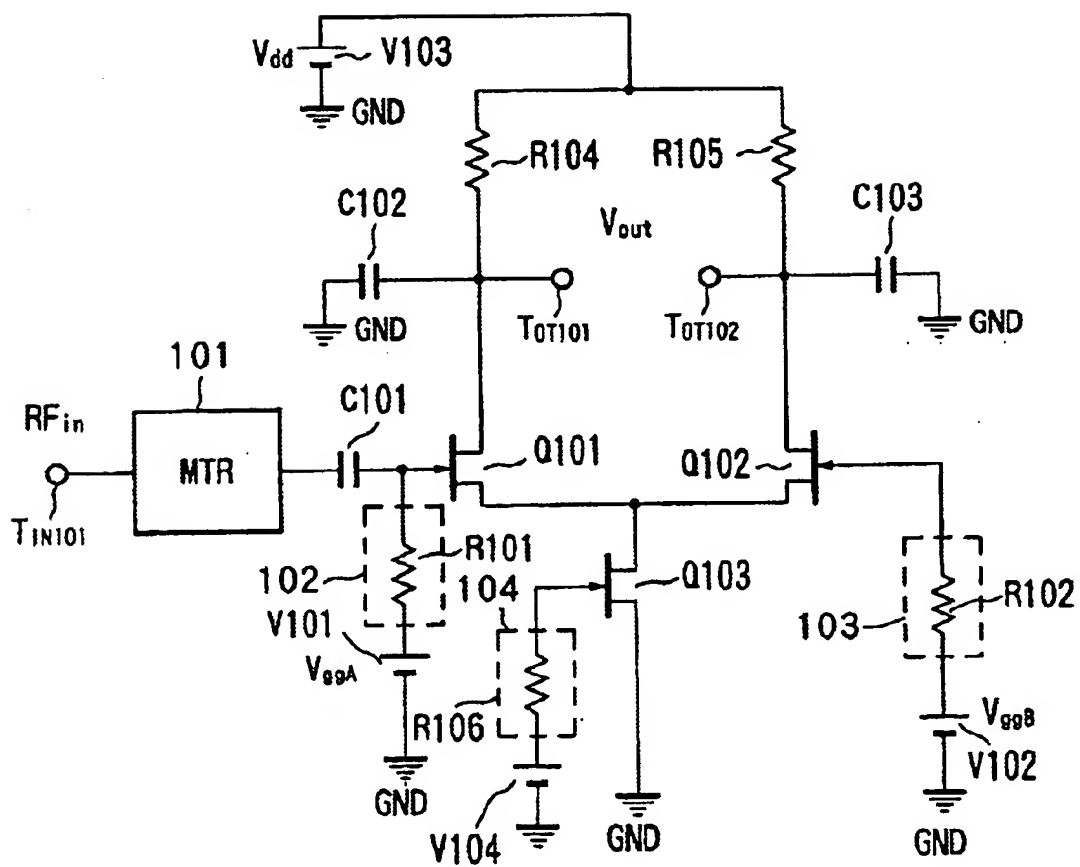 Vdd
V103
GND
R104
R105
C102
C103
Vout
GND
TOT101
TOT102
GND
101
C101
RFin
MTR
Q101
Q102
TIN101
R101
102
104
Q103
R102
103
V101
VggA
R106
VggB
V102
GND
V104
GND
GND